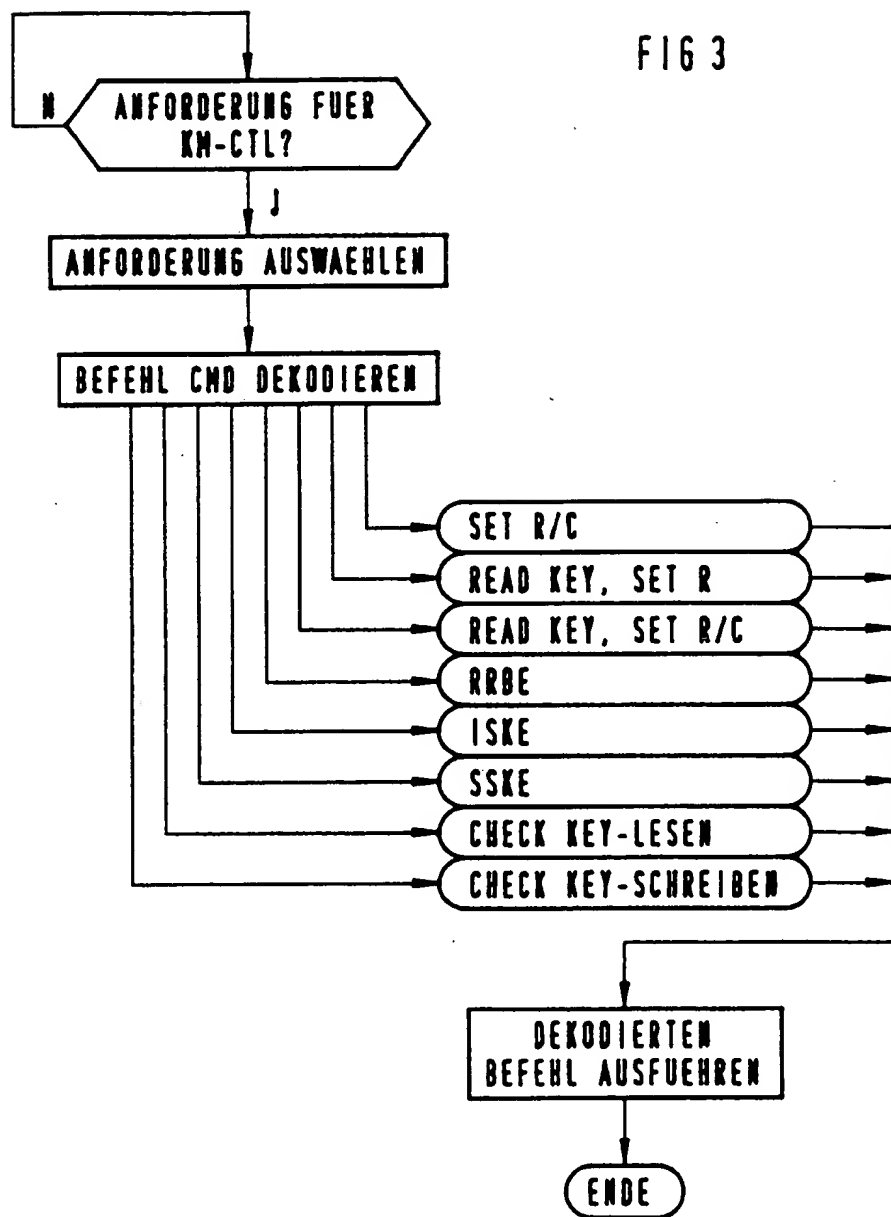 FIG 3
N
ANFORDERUNG FUER
KM-CTL?
J
ANFORDERUNG AUSWAEHLEN
BEFEHL CMD DEKODIEREN
SET R/C
READ KEY, SET R
READ KEY, SET R/C
RRBE
ISKE
SSKE
CHECK KEY-LESEN
CHECK KEY-SCHREIBEN
DEKODIERTEN
BEFEHL AUSFUEHREN
ENDE